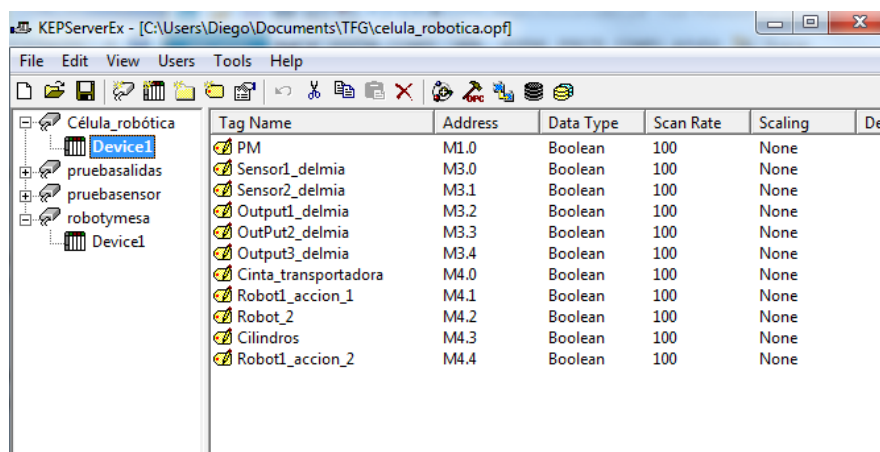 KEPServerEx - [C:\Users\Diego\Documents\TFG\celula_robotica.opf]
File Edit View Users Tools Help
OPC
Célula_robótica
Device1
pruebasalidas
pruebasensor
robotymesa
Device1
Tag Name Address Data Type Scan Rate Scaling De
PM M1.0 Boolean 100 None
Sensor1_delmia M3.0 Boolean 100 None
Sensor2_delmia M3.1 Boolean 100 None
Output1_delmia M3.2 Boolean 100 None
OutPut2_delmia M3.3 Boolean 100 None
Output3_delmia M3.4 Boolean 100 None
Cinta_transportadora M4.0 Boolean 100 None
Robot1_accion_1 M4.1 Boolean 100 None
Robot_2 M4.2 Boolean 100 None
Cilindros M4.3 Boolean 100 None
Robot1_accion_2 M4.4 Boolean 100 None